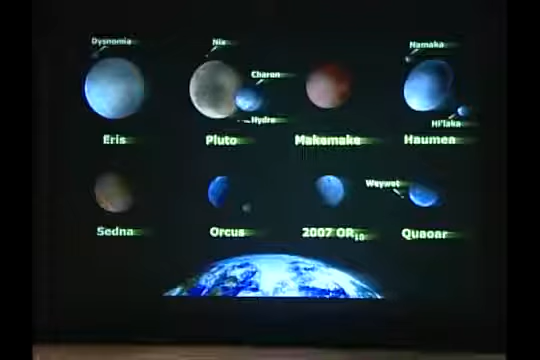 Dysnomia
Nix
Namaka
Charon
Hydra
Hi'iaka
Eris
Pluto
Makemake
Haumea
Weywot
Sedna
Orcus
2007 OR10
Quaoar